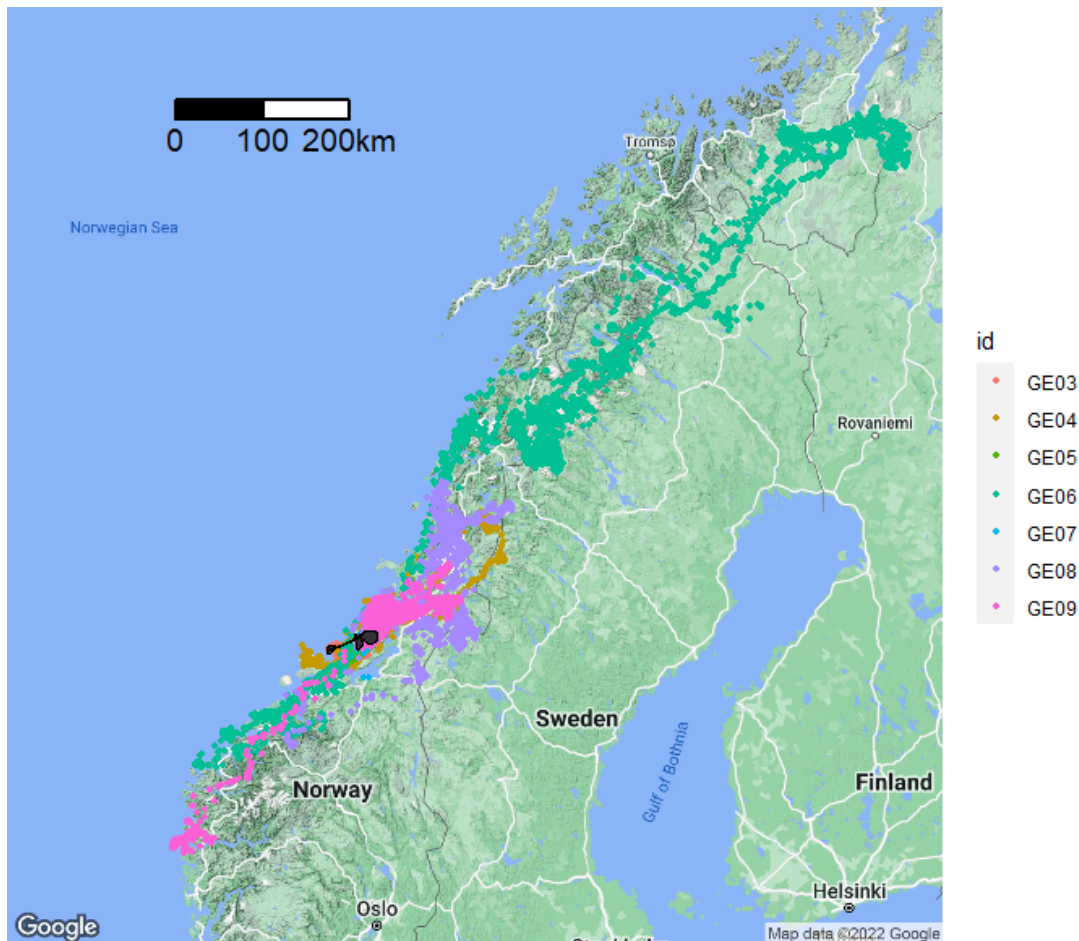 0 100 200km
Tromsø
Norwegian Sea
id
GE03
GE04
Rovaniemi
GE05
GE06
GE07
GE08
GE09
Sweden
Gulf of Bothnia
Norway
Finland
Helsinki
Oslo
Google
Map data ©2022 Google